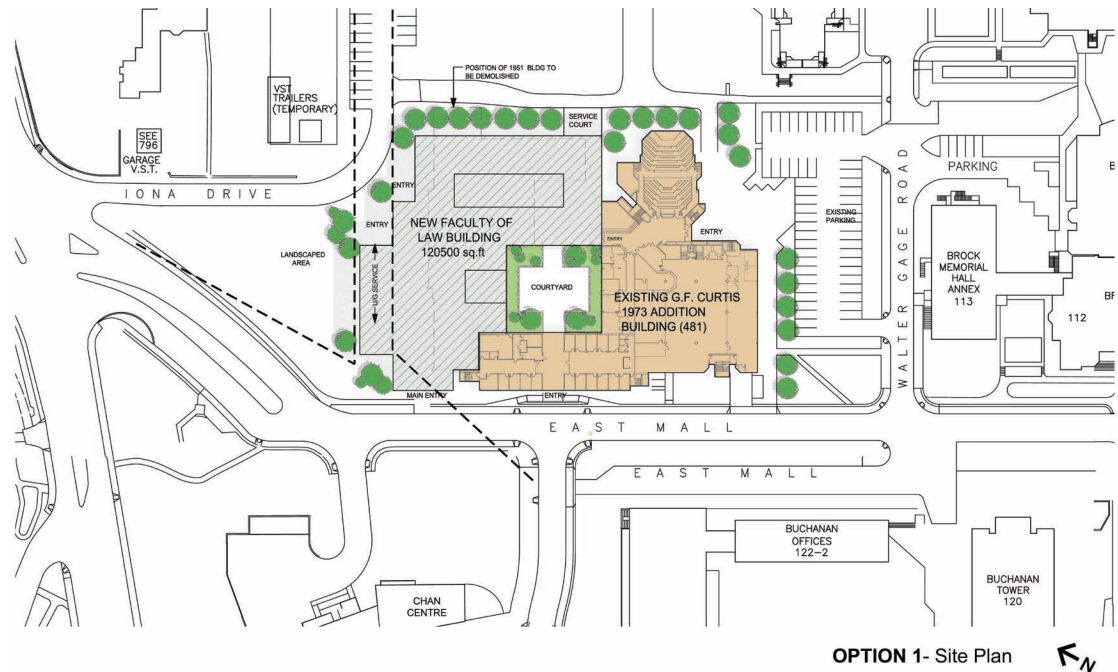 POSITION OF 1951 BLDG TO
BE DEMOLISHED
VST
TRAILERS
(TEMPORARY)
SERVICE
COURT
SEE
796
GARAGE
V.S.T.
IONA DRIVE
ENTRY
ENTRY
NEW FACULTY OF
LAW BUILDING
120500 sq.ft
LANDSCAPED
AREA
U/G SERVICE
COURTYARD
ENTRY
ENTRY
EXISTING G.F. CURTIS
1973 ADDITION
BUILDING (481)
EXISTING
PARKING
WALTER GAGE ROAD
PARKING
BROCK
MEMORIAL
HALL
ANNEX
113
112
MAIN ENTRY
ENTRY
EAST MALL
EAST MALL
BUCHANAN
OFFICES
122-2
BUCHANAN
TOWER
120
CHAN
CENTRE
OPTION 1- Site Plan
N